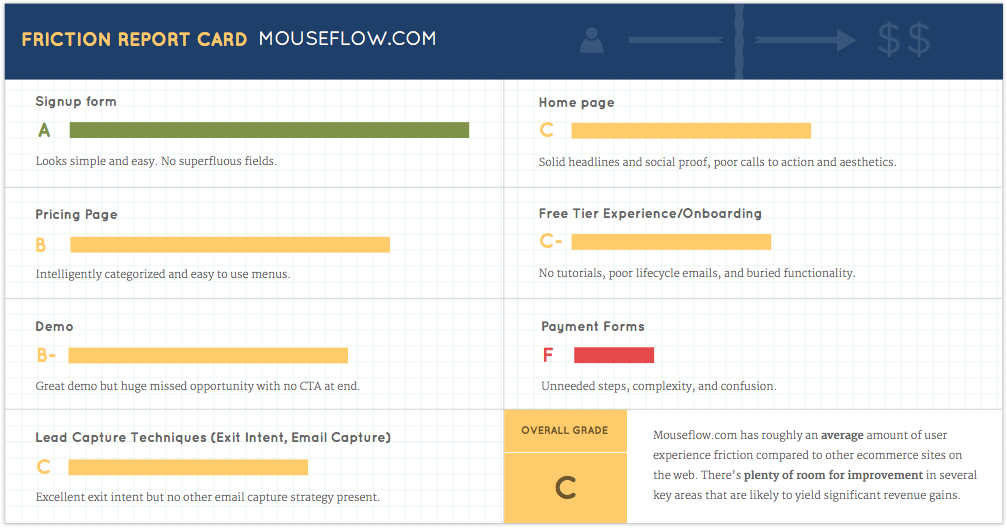 FRICTION REPORT CARD MOUSEFLOW.COM
$$
Signup form
A
Looks simple and easy. No superfluous fields.
Home page
C
Solid headlines and social proof, poor calls to action and aesthetics.
Pricing Page
B
Intelligently categorized and easy to use menus.
Free Tier Experience/Onboarding
C-
No tutorials, poor lifecycle emails, and buried functionality.
Demo
B-
Great demo but huge missed opportunity with no CTA at end.
Payment Forms
F
Unneeded steps, complexity, and confusion.
Lead Capture Techniques (Exit Intent, Email Capture)
C
Excellent exit intent but no other email capture strategy present.
OVERALL GRADE
C
Mouseflow.com has roughly an average amount of user
experience friction compared to other ecommerce sites on
the web. There's plenty of room for improvement in several
key areas that are likely to yield significant revenue gains.